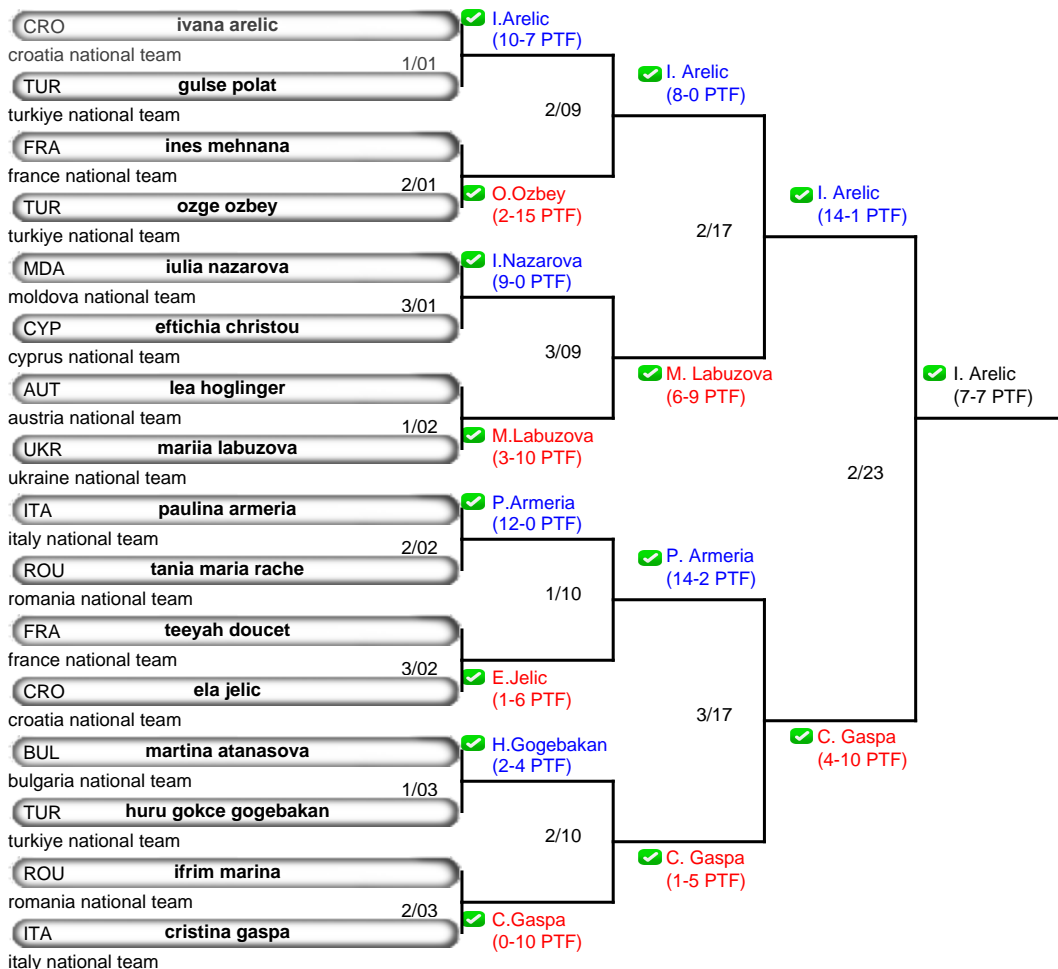 CRO ivana arelic
croatia national team
1/01
TUR gulse polat
turkiye national team
I.Arelic
(10-7 PTF)
FRA ines mehnana
france national team
2/01
TUR ozge ozbey
turkiye national team
O.Ozbey
(2-15 PTF)
2/09
I. Arelic
(8-0 PTF)
MDA iulia nazarova
moldova national team
3/01
CYP eftichia christou
cyprus national team
I.Nazarova
(9-0 PTF)
AUT lea hoglinger
austria national team
1/02
UKR mariia labuzova
ukraine national team
M.Labuzova
(3-10 PTF)
3/09
M. Labuzova
(6-9 PTF)
2/17
I. Arelic
(14-1 PTF)
ITA paulina armeria
italy national team
2/02
ROU tania maria rache
romania national team
P.Armeria
(12-0 PTF)
FRA teeyah doucet
france national team
3/02
CRO ela jelic
croatia national team
E.Jelic
(1-6 PTF)
1/10
P. Armeria
(14-2 PTF)
BUL martina atanasova
bulgaria national team
1/03
TUR huru gokce gogebakan
turkiye national team
H.Gogebakan
(2-4 PTF)
ROU ifrim marina
romania national team
2/03
ITA cristina gaspa
italy national team
C.Gaspa
(0-10 PTF)
2/10
C. Gaspa
(1-5 PTF)
3/17
C. Gaspa
(4-10 PTF)
2/23
I. Arelic
(7-7 PTF)